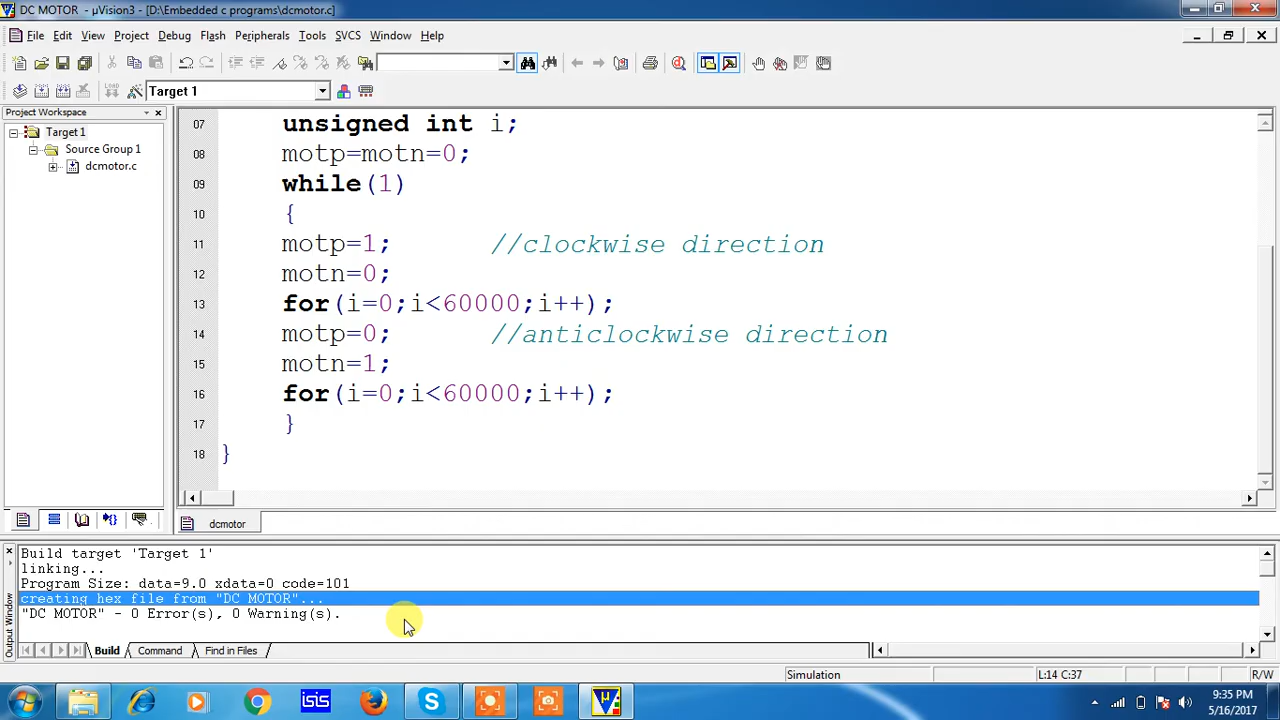 DC MOTOR - µVision3 - [D:\Embedded c programs\dcmotor.c]
File Edit View Project Debug Flash Peripherals Tools SVCS Window Help
Target 1
Project Workspace
Target 1
Source Group 1
dcmotor.c
07 unsigned int i;
08 motp=motn=0;
09 while(1)
10 {
11 motp=1; //clockwise direction
12 motn=0;
13 for(i=0;i<60000;i++);
14 motp=0; //anticlockwise direction
15 motn=1;
16 for(i=0;i<60000;i++);
17 }
18 }
dcmotor
Build target 'Target 1'
linking...
Program Size: data=9.0 xdata=0 code=101
creating hex file from "DC MOTOR"...
"DC MOTOR" - 0 Error(s), 0 Warning(s).
Output Window
Build Command Find in Files
Simulation L:14 C:37 R/W
isis
9:35 PM
5/16/2017